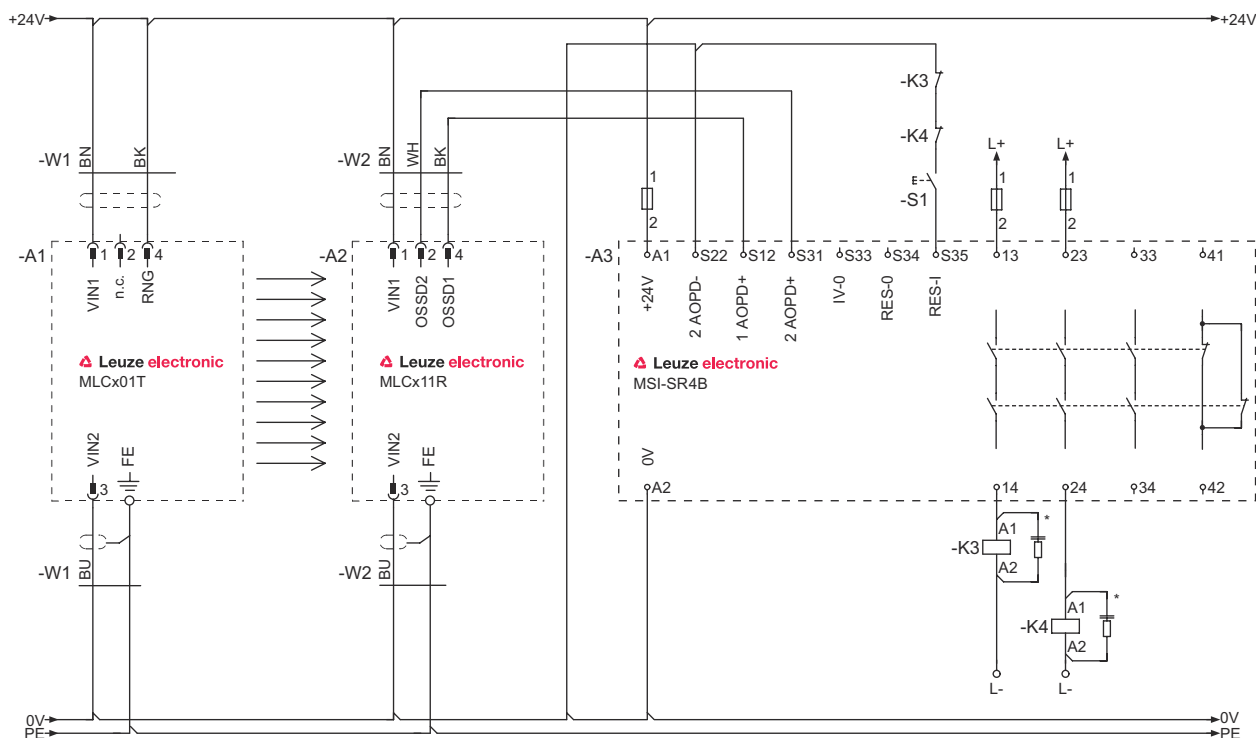 +24V
+24V
-K3
-K4
-S1
L+
L+
-W1
BN
BK
-W2
BN
WH
BK
1
2
1
2
1
2
-A1
1
2
4
-A2
1
2
4
-A3
A1
S22
S12
S31
S33
S34
S35
13
23
33
41
VIN1
n.c.
RNG
VIN1
OSSD2
OSSD1
+24V
2 AOPD-
1 AOPD+
2 AOPD+
IV-0
RES-0
RES-I
Leuze electronic
MLCx01T
Leuze electronic
MLCx11R
Leuze electronic
MSI-SR4B
VIN2
FE
VIN2
FE
0V
3
3
A2
14
24
34
42
-K3
A1
A2
*
-W1
BU
-W2
BU
-K4
A1
A2
*
L-
L-
0V
PE
0V
PE